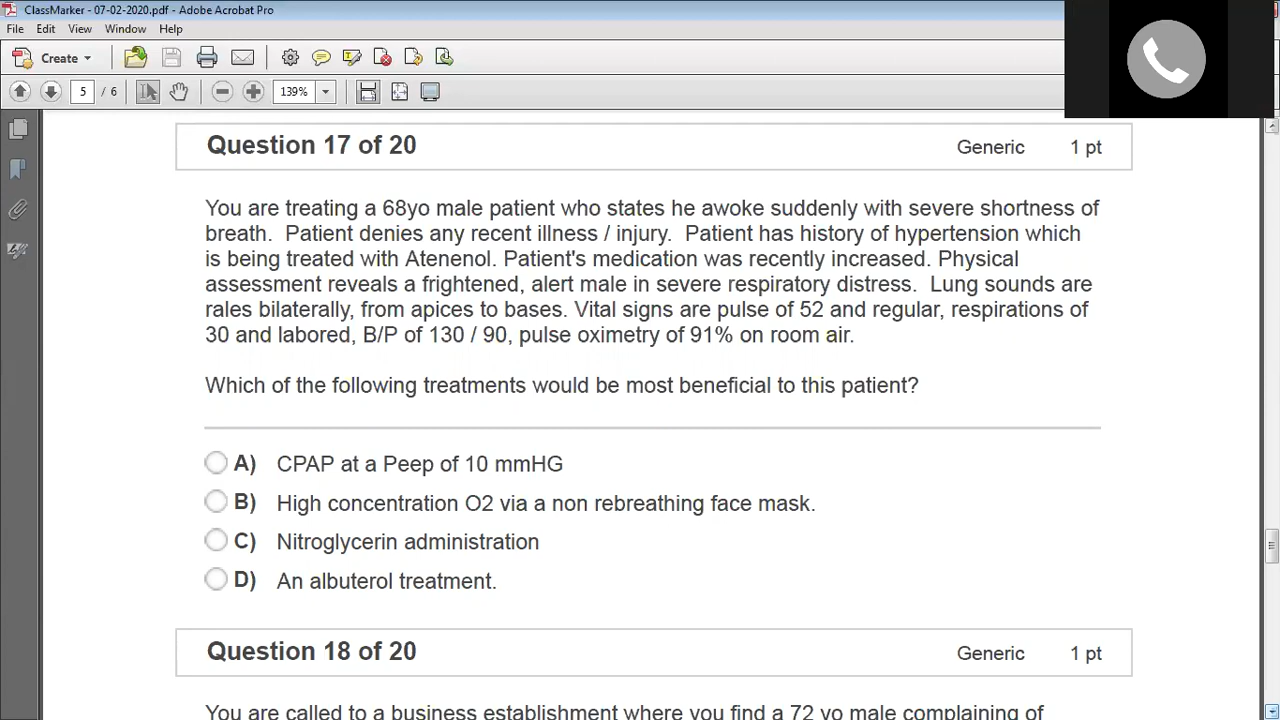 ClassMarker - 07-02-2020.pdf - Adobe Acrobat Pro
File Edit View Window Help
Create
5 / 6 139%
Question 17 of 20 Generic 1 pt
You are treating a 68yo male patient who states he awoke suddenly with severe shortness of
breath. Patient denies any recent illness / injury. Patient has history of hypertension which
is being treated with Atenenol. Patient's medication was recently increased. Physical
assessment reveals a frightened, alert male in severe respiratory distress. Lung sounds are
rales bilaterally, from apices to bases. Vital signs are pulse of 52 and regular, respirations of
30 and labored, B/P of 130 / 90, pulse oximetry of 91% on room air.
Which of the following treatments would be most beneficial to this patient?
A) CPAP at a Peep of 10 mmHG
B) High concentration O2 via a non rebreathing face mask.
C) Nitroglycerin administration
D) An albuterol treatment.
Question 18 of 20 Generic 1 pt
You are called to a business establishment where you find a 72 yo male complaining of